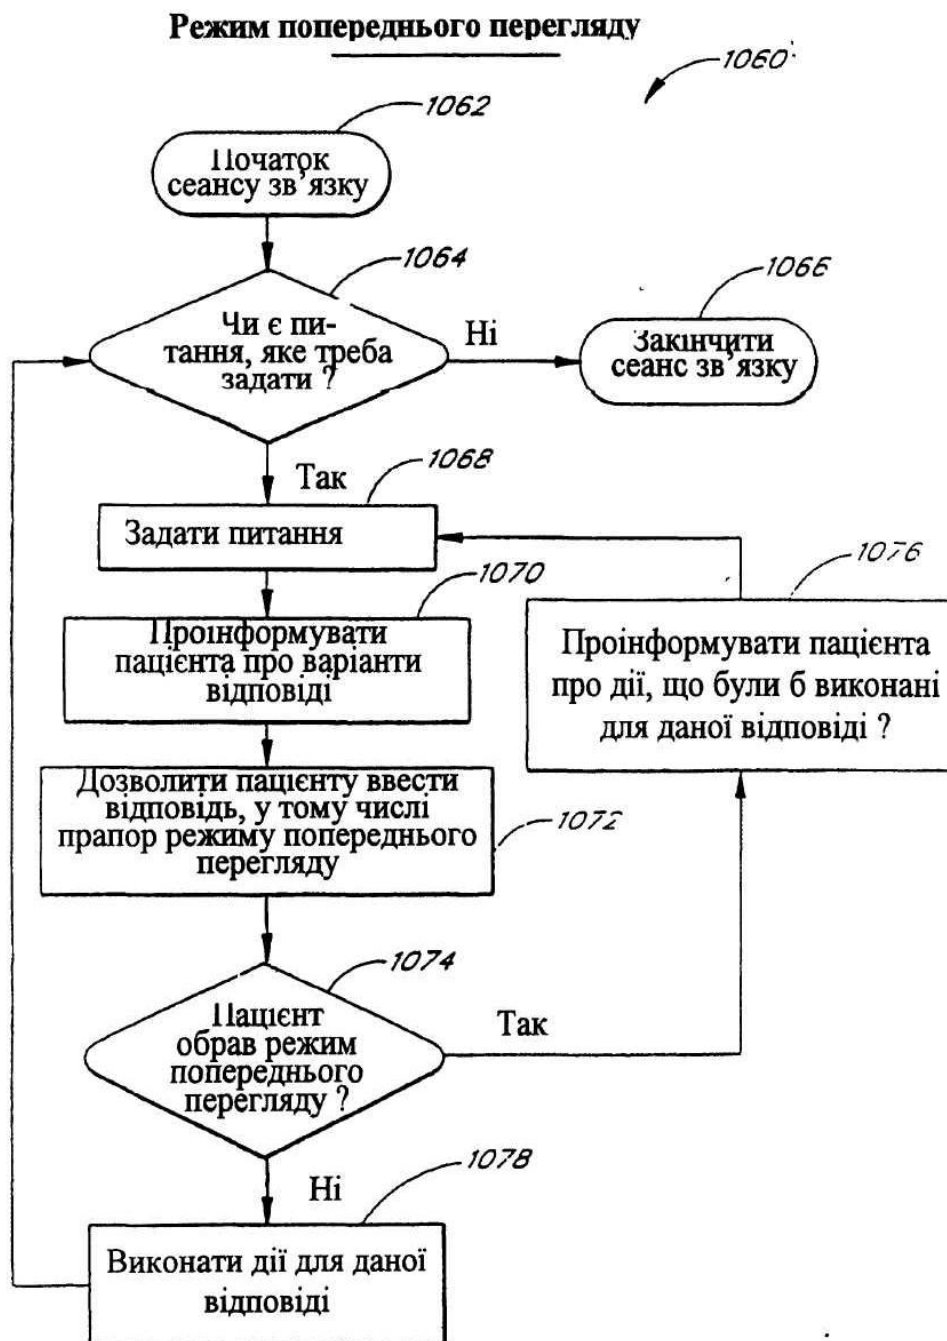 Режим попереднього перегляду
1060
1062
Початок
сеансу зв’язку
1064
Чи є пи-
тання, яке треба
задати ?
Ні
1066
Закінчити
сеанс зв’язку
Так
1068
Задати питання
1070
Проінформувати
пацієнта про варіанти
відповіді
1076
Проінформувати пацієнта
про дії, що були б виконані
для даної відповіді ?
Дозволити пацієнту ввести
відповідь, у тому числі
прапор режиму попереднього
перегляду
1072
1074
Пацієнт
обрав режим
попереднього
перегляду ?
Так
Ні
1078
Виконати дії для даної
відповіді